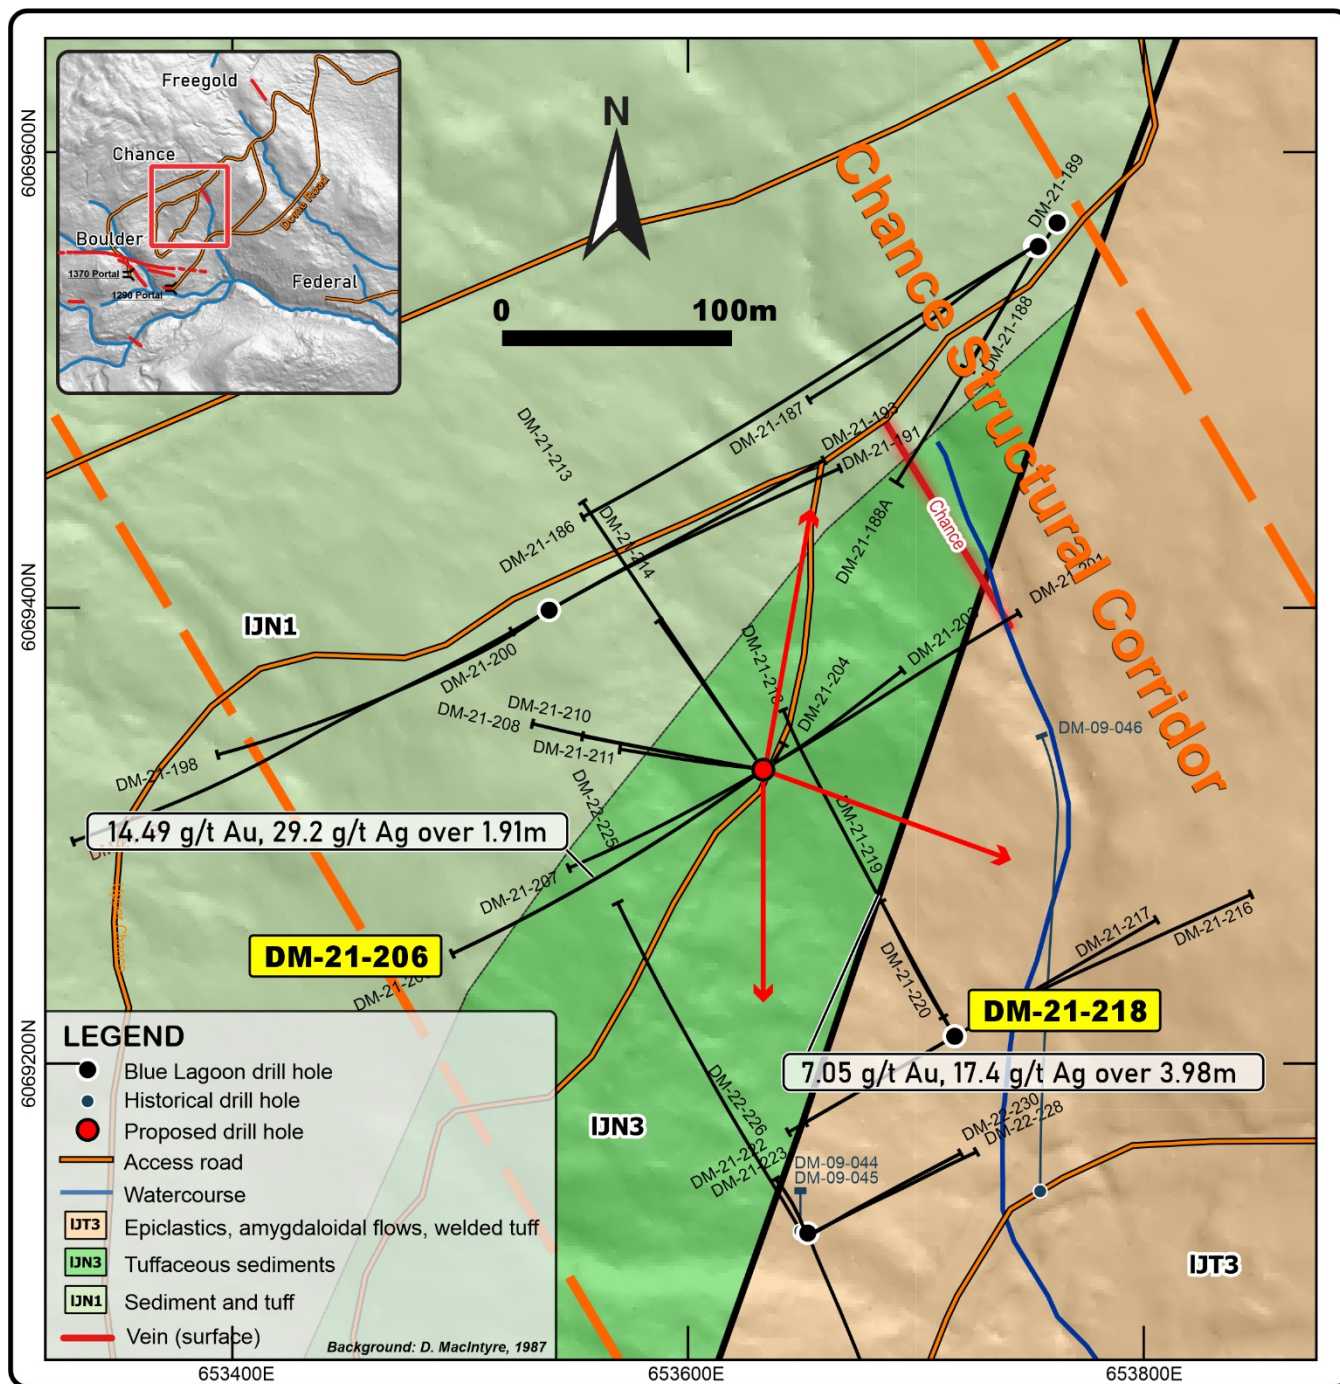 Freegold
Chance
Dome Road
Boulder
1370 Portal
1290 Portal
Federal
N
0 100m
Chance Structural Corridor
6069600N
6069400N
6069200N
653400E
653600E
653800E
DM-21-189
DM-21-188
DM-21-187
DM-21-193
DM-21-191
DM-21-213
DM-21-186
DM-21-214
DM-21-188A
Chance
DM-21-201
DM-21-203
DM-21-204
IJN1
DM-21-200
DM-21-210
DM-21-208
DM-21-211
DM-21-198
DM-09-046
14.49 g/t Au, 29.2 g/t Ag over 1.91m
DM-22-225
DM-21-219
DM-21-207
DM-21-206
DM-21-217
DM-21-216
DM-21-220
DM-21-218
7.05 g/t Au, 17.4 g/t Ag over 3.98m
DM-22-226
DM-21-222
DM-21-223
DM-22-230
DM-22-228
DM-09-044
DM-09-045
IJN3
IJT3
LEGEND
Blue Lagoon drill hole
Historical drill hole
Proposed drill hole
Access road
Watercourse
IJT3 Epiclastics, amygdaloidal flows, welded tuff
IJN3 Tuffaceous sediments
IJN1 Sediment and tuff
Vein (surface)
Background: D. MacIntyre, 1987